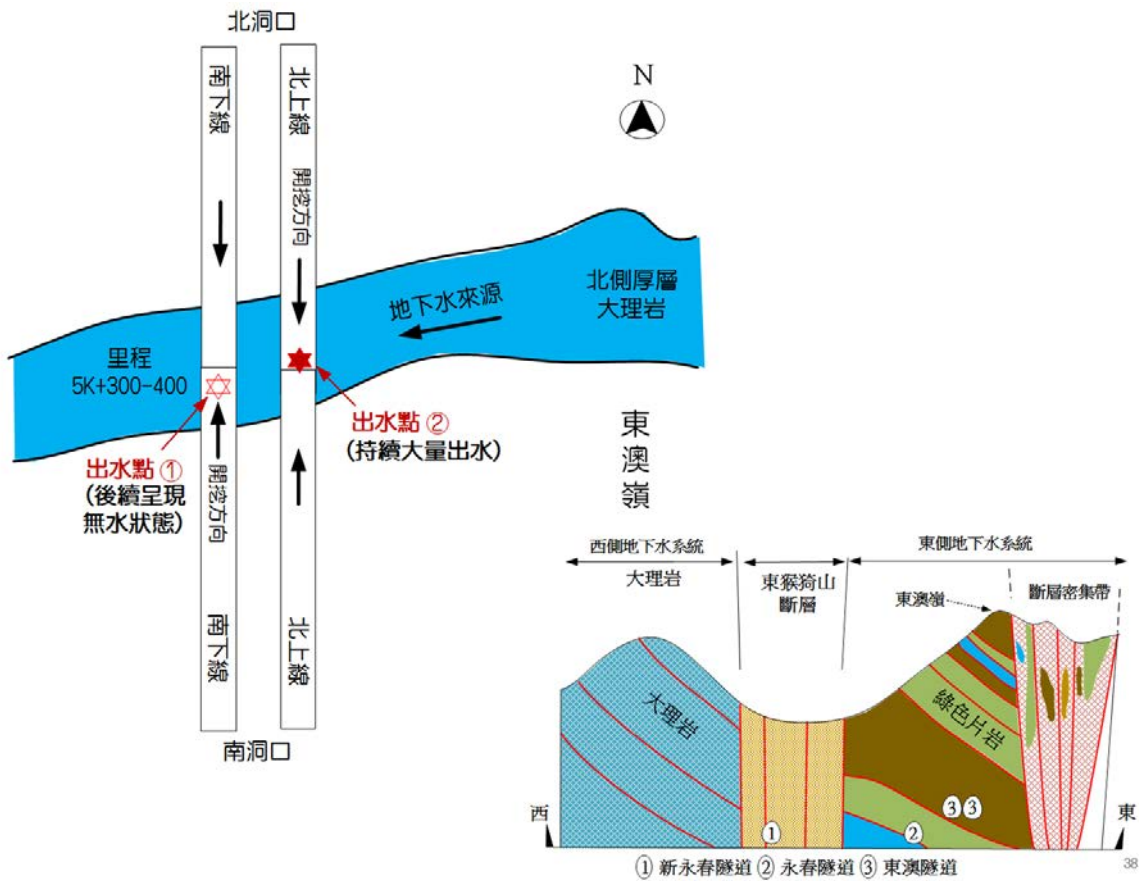 北洞口
南下線
北上線
開挖方向
N
北側厚層
大理岩
地下水來源
里程
5K+300-400
出水點②
(持續大量出水)
出水點①
(後續呈現
無水狀態)
開挖方向
南下線
北上線
南洞口
東澳嶺
西側地下水系統
東側地下水系統
大理岩
東猴猗山
斷層
東澳嶺
斷層密集帶
大理岩
綠色片岩
③③
①
②
西
東
①新永春隧道②永春隧道③東澳隧道
38